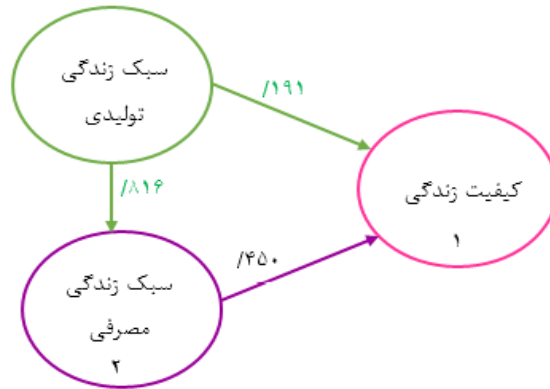 سبک زندگی
تولیدی
/۱۹۱
/۸۱۶
کیفیت زندگی
۱
/۴۵۰
سبک زندگی
مصرفی
۲